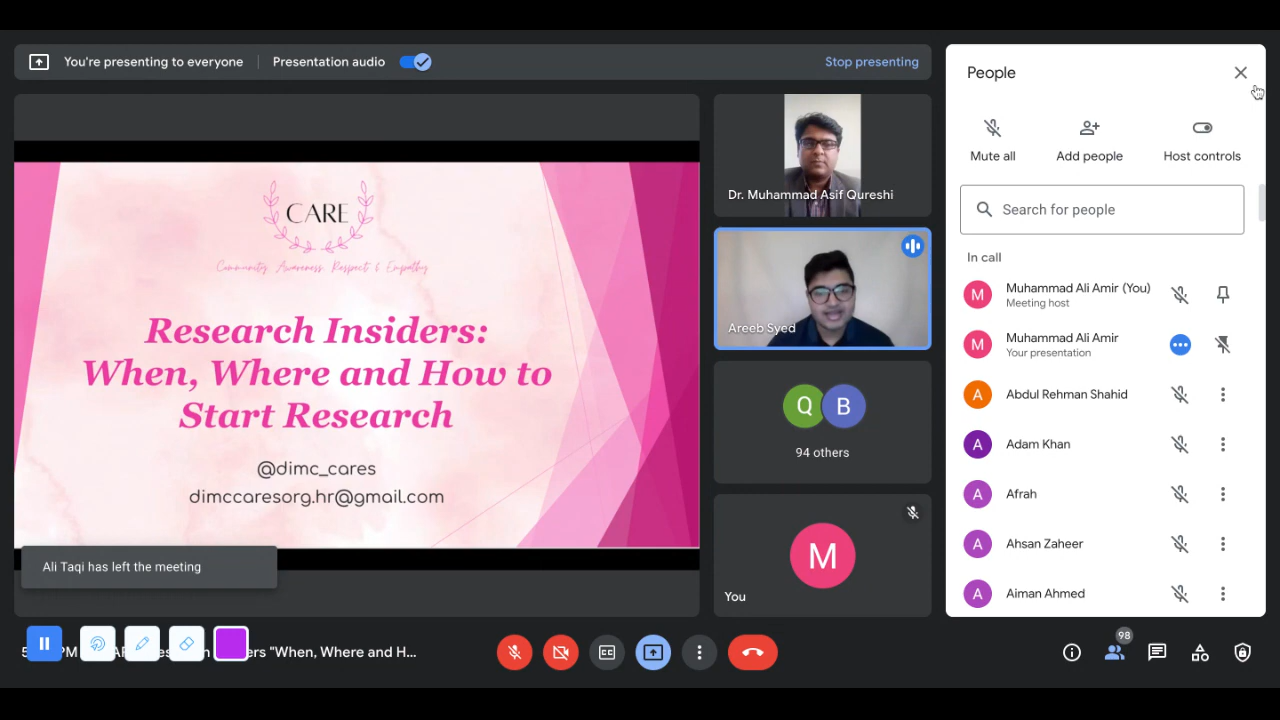 You're presenting to everyone
Presentation audio
Stop presenting
CARE
Community Awareness Respect & Empathy
Research Insiders:
When, Where and How to
Start Research
@dimc_cares
dimccaresorg.hr@gmail.com
Ali Taqi has left the meeting
Dr. Muhammad Asif Qureshi
Areeb Syed
Q B
94 others
M
You
People
Mute all
Add people
Host controls
Search for people
In call
M Muhammad Ali Amir (You)
Meeting host
M Muhammad Ali Amir
Your presentation
A Abdul Rehman Shahid
A Adam Khan
A Afrah
A Ahsan Zaheer
A Aiman Ahmed
"When, Where and H...
98